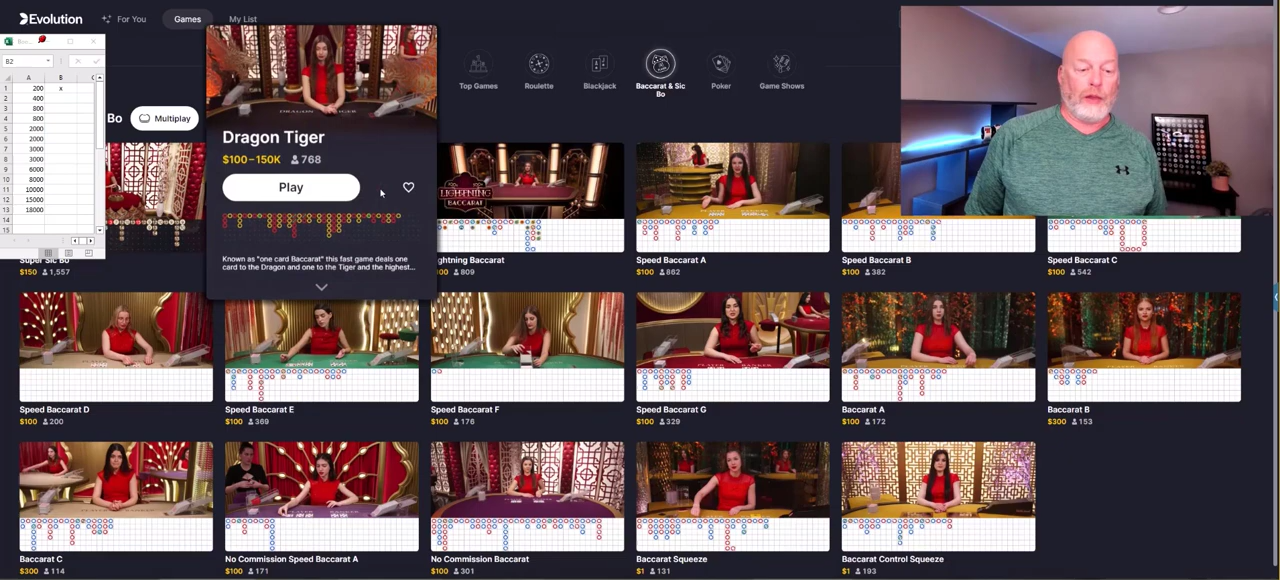 Evolution
For You
Games
My List
B2
A B C
1 200 x
2 400
3 800
4 800
5 2000
6 2000
7 3000
8 3000
9 6000
10 8000
11 10000
12 15000
13 18000
14
15
Top Games
Roulette
Blackjack
Baccarat & Sic Bo
Poker
Game Shows
Bo
Multiplay
DRAGON TIGER
Dragon Tiger
$100–150K 768
Play
Known as "one card Baccarat" this fast game deals one
card to the Dragon and one to the Tiger and the highest...
LIGHTNING
BACCARAT
Super Sic Bo
$150 1,557
ightning Baccarat
00 809
Speed Baccarat A
$100 862
Speed Baccarat B
$100 382
Speed Baccarat C
$100 542
Speed Baccarat D
$100 200
Speed Baccarat E
$100 369
Speed Baccarat F
$100 176
Speed Baccarat G
$100 329
Baccarat A
$100 172
Baccarat B
$300 153
Baccarat C
$300 114
No Commission Speed Baccarat A
$100 171
No Commission Baccarat
$100 301
Baccarat Squeeze
$1 131
Baccarat Control Squeeze
$1 193